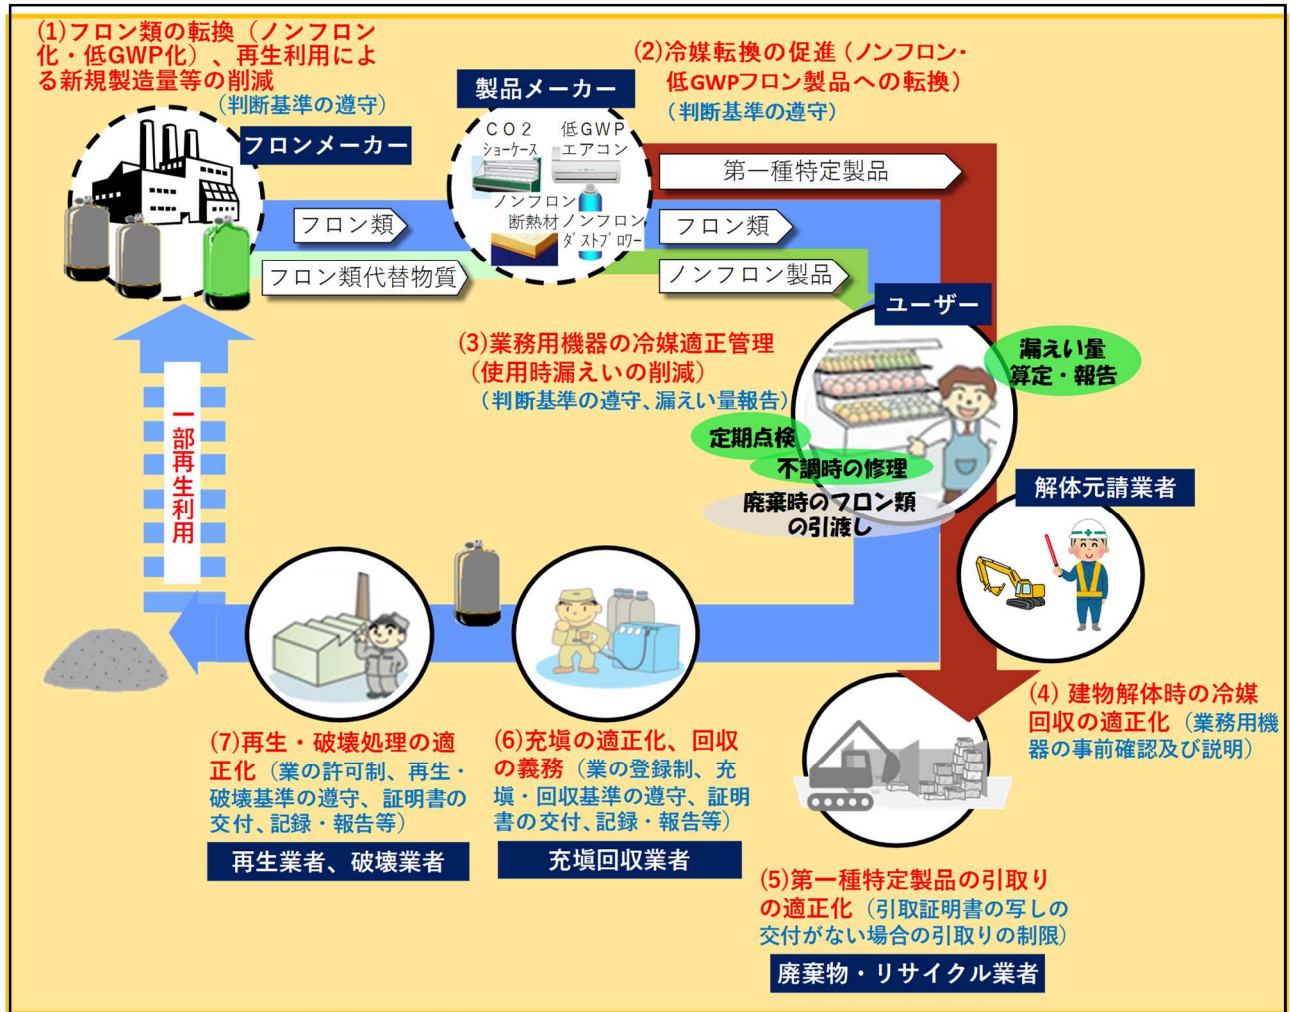 (1)フロン類の転換（ノンフロン
化・低GWP化）、再生利用によ
る新規製造量等の削減
（判断基準の遵守）
フロンメーカー
製品メーカー
ＣＯ２
ショーケース
低ＧＷＰ
エアコン
ノンフロン
断熱材
ノンフロン
ダストブロワー
(2)冷媒転換の促進（ノンフロン・
低GWPフロン製品への転換）
（判断基準の遵守）
第一種特定製品
フロン類
フロン類
フロン類代替物質
ノンフロン製品
ユーザー
(3)業務用機器の冷媒適正管理
（使用時漏えいの削減）
（判断基準の遵守、漏えい量報告）
漏えい量
算定・報告
定期点検
不調時の修理
廃棄時のフロン類
の引渡し
一部再生利用
解体元請業者
(4) 建物解体時の冷媒
回収の適正化（業務用機
器の事前確認及び説明）
(7)再生・破壊処理の適
正化（業の許可制、再生・
破壊基準の遵守、証明書の
交付、記録・報告等）
再生業者、破壊業者
(6)充塡の適正化、回収
の義務（業の登録制、充
塡・回収基準の遵守、証明
書の交付、記録・報告等）
充塡回収業者
(5)第一種特定製品の引取り
の適正化（引取証明書の写しの
交付がない場合の引取りの制限）
廃棄物・リサイクル業者